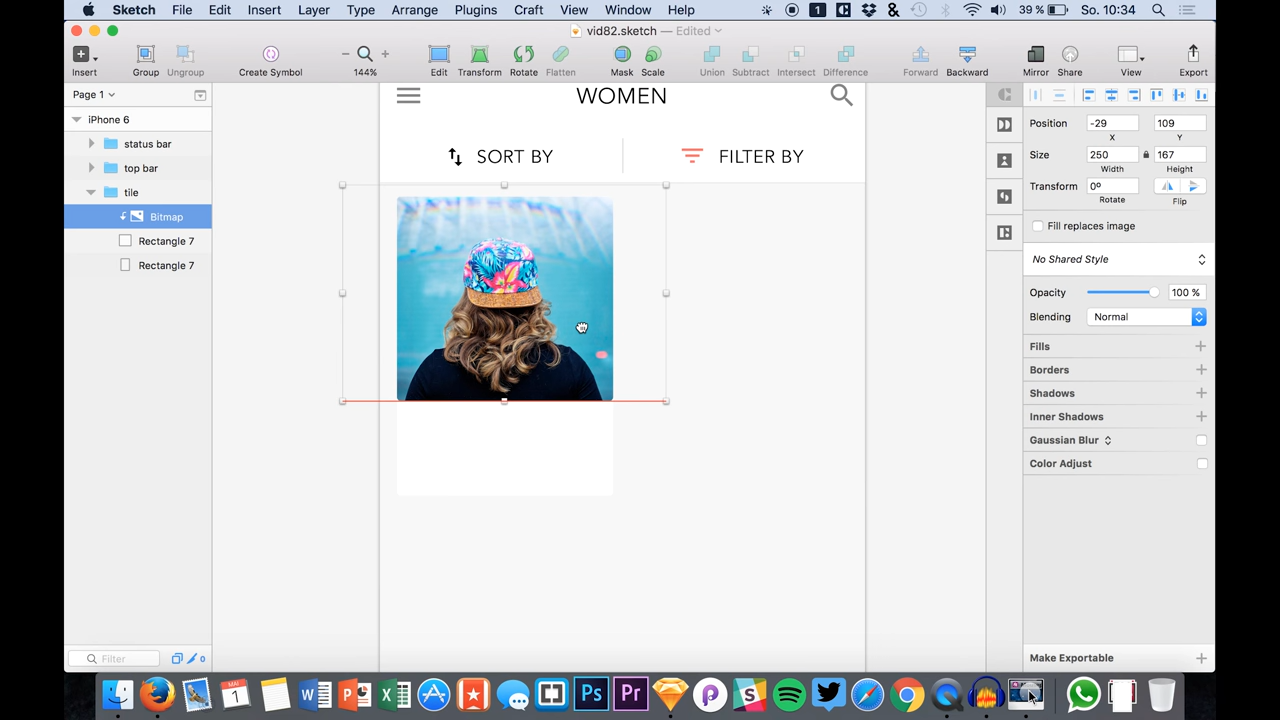 Sketch File Edit Insert Layer Type Arrange Plugins Craft View Window Help 1 & 39 % So. 10:34
vid82.sketch — Edited
Insert Group Ungroup Create Symbol 144% Edit Transform Rotate Flatten Mask Scale Union Subtract Intersect Difference Forward Backward Mirror Share View Export
Page 1
iPhone 6
status bar
top bar
tile
Bitmap
Rectangle 7
Rectangle 7
Filter 0
WOMEN
SORT BY FILTER BY
Position -29 109
X Y
Size 250 167
Width Height
Transform 0º
Rotate Flip
Fill replaces image
No Shared Style
Opacity 100 %
Blending Normal
Fills
Borders
Shadows
Inner Shadows
Gaussian Blur
Color Adjust
Make Exportable
MAI
1
W P X Ps Pr